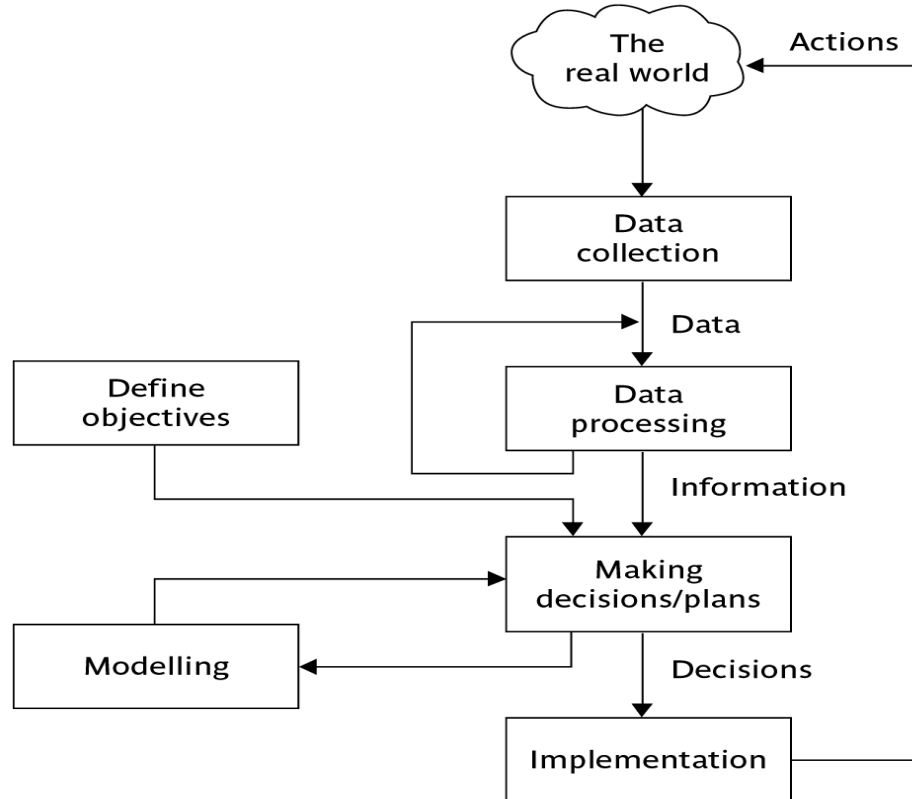 The
real world
Actions
Data
collection
Data
Define
objectives
Data
processing
Information
Making
decisions/plans
Modelling
Decisions
Implementation